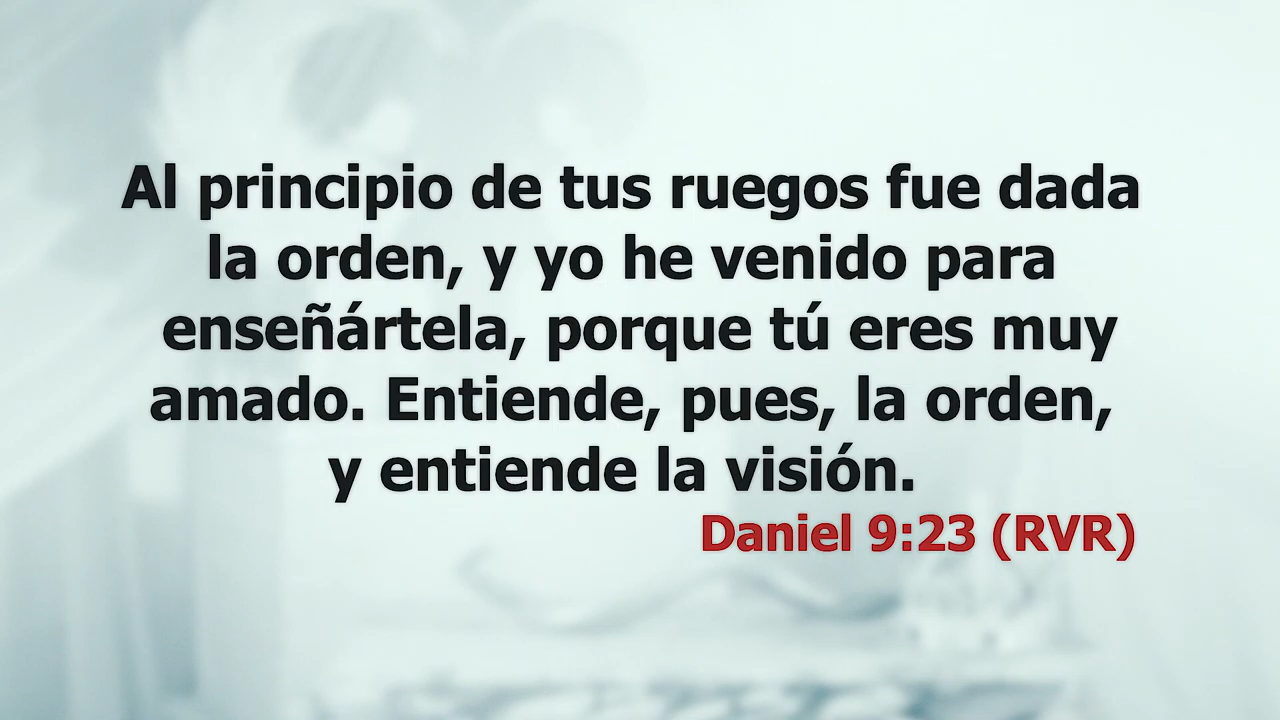 Al principio de tus ruegos fue dada
la orden, y yo he venido para
enseñártela, porque tú eres muy
amado. Entiende, pues, la orden,
y entiende la visión.
Daniel 9:23 (RVR)